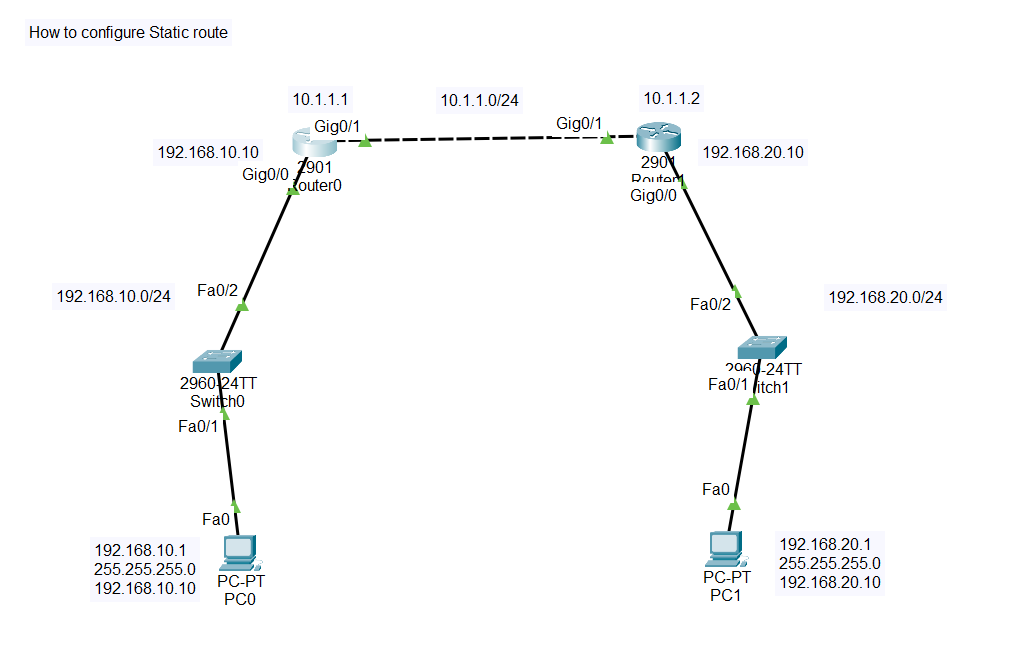 How to configure Static route
10.1.1.1
10.1.1.0/24
10.1.1.2
Gig0/1
Gig0/1
192.168.10.10
192.168.20.10
2901
outer0
Gig0/0
2901
Router1
Gig0/0
192.168.10.0/24
Fa0/2
Fa0/2
192.168.20.0/24
2960-24TT
Switch0
Fa0/1
2960-24TT
itch1
Fa0/1
Fa0
Fa0
192.168.10.1
255.255.255.0
192.168.10.10
PC-PT
PC0
PC-PT
PC1
192.168.20.1
255.255.255.0
192.168.20.10